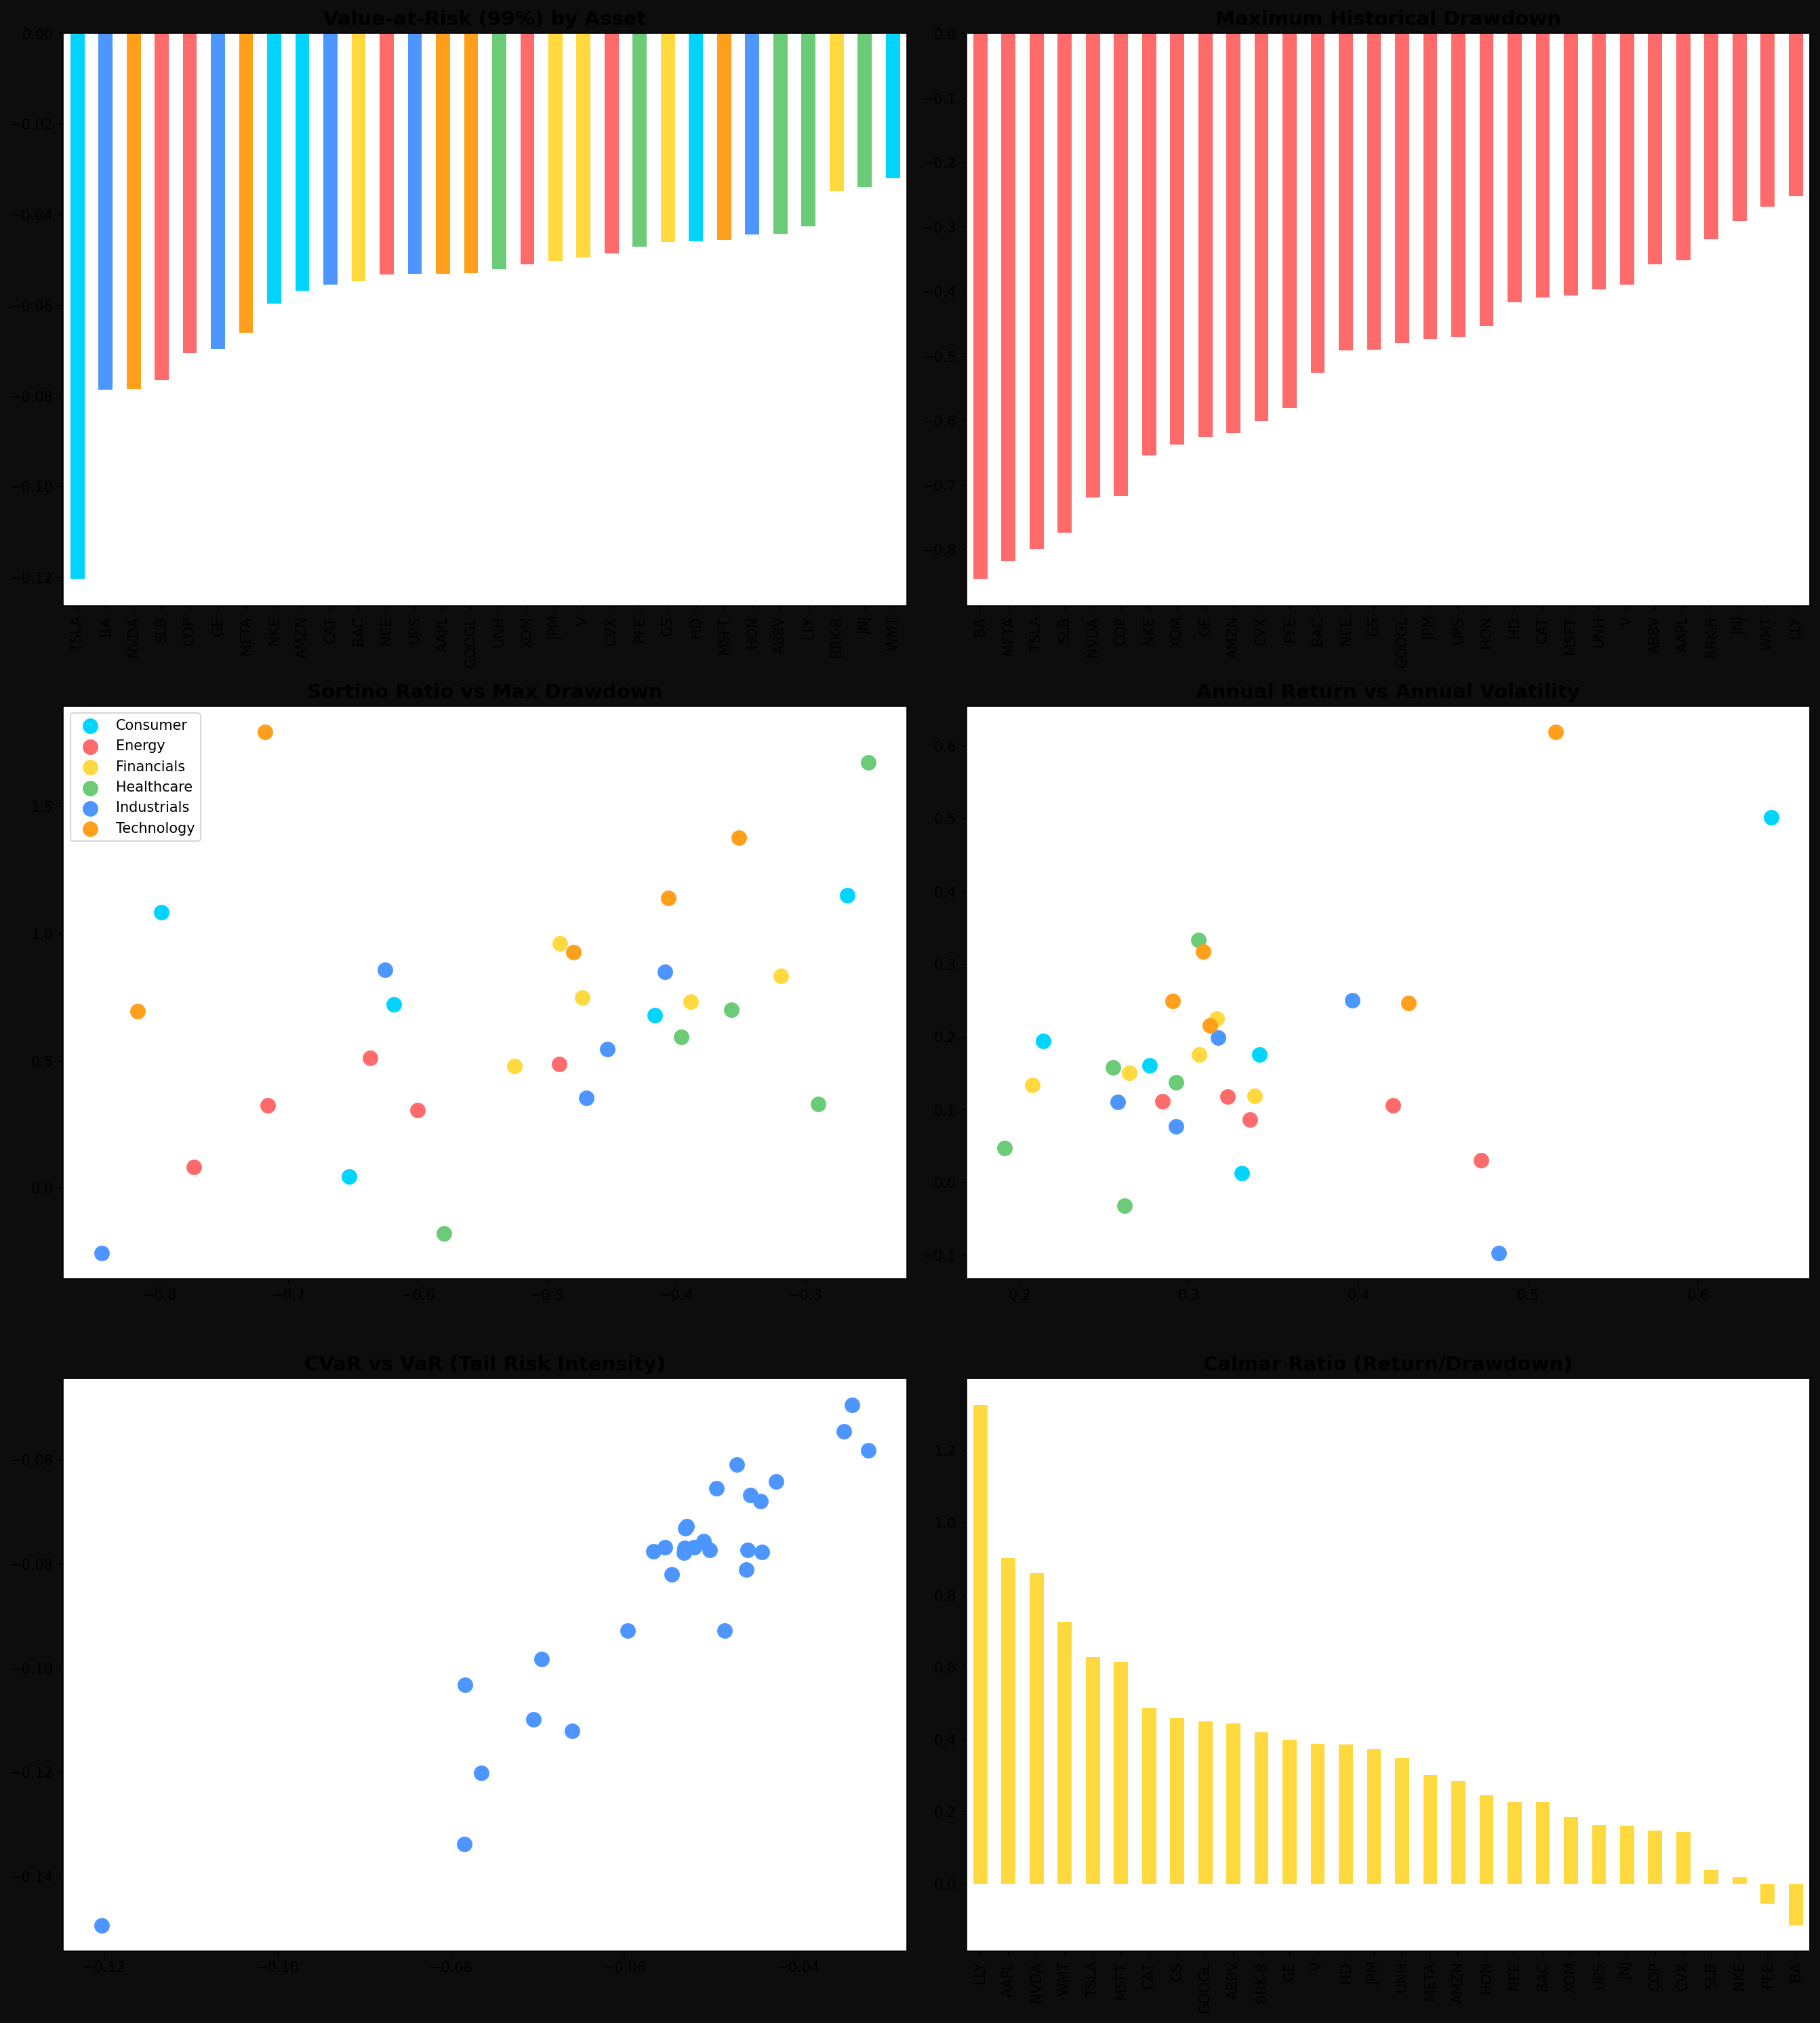 Value-at-Risk (99%) by Asset
0.00
−0.02
−0.04
−0.06
−0.08
−0.10
−0.12
TSLA BA NVDA SLB COP GE META NKE AMZN CAT BAC NEE UPS AAPL GOOGL UNH XOM JPM V CVX PFE GS HD MSFT HON ABBV LLY BRK-B JNJ WMT
Maximum Historical Drawdown
0.0
−0.1
−0.2
−0.3
−0.4
−0.5
−0.6
−0.7
−0.8
BA META TSLA SLB NVDA COP NKE XOM GE AMZN CVX PFE BAC NEE GS GOOGL JPM UPS HON HD CAT MSFT UNH V ABBV AAPL BRK-B JNJ WMT LLY
Sortino Ratio vs Max Drawdown
Consumer
Energy
Financials
Healthcare
Industrials
Technology
1.5
1.0
0.5
0.0
−0.8 −0.7 −0.6 −0.5 −0.4 −0.3
Annual Return vs Annual Volatility
0.6
0.5
0.4
0.3
0.2
0.1
0.0
−0.1
0.2 0.3 0.4 0.5 0.6
CVaR vs VaR (Tail Risk Intensity)
−0.06
−0.08
−0.10
−0.12
−0.14
−0.12 −0.10 −0.08 −0.06 −0.04
Calmar Ratio (Return/Drawdown)
1.2
1.0
0.8
0.6
0.4
0.2
0.0
LLY AAPL NVDA WMT TSLA MSFT CAT GS GOOGL ABBV BRK-B GE V HD JPM UNH META AMZN HON NEE BAC XOM UPS JNJ COP CVX SLB NKE PFE BA